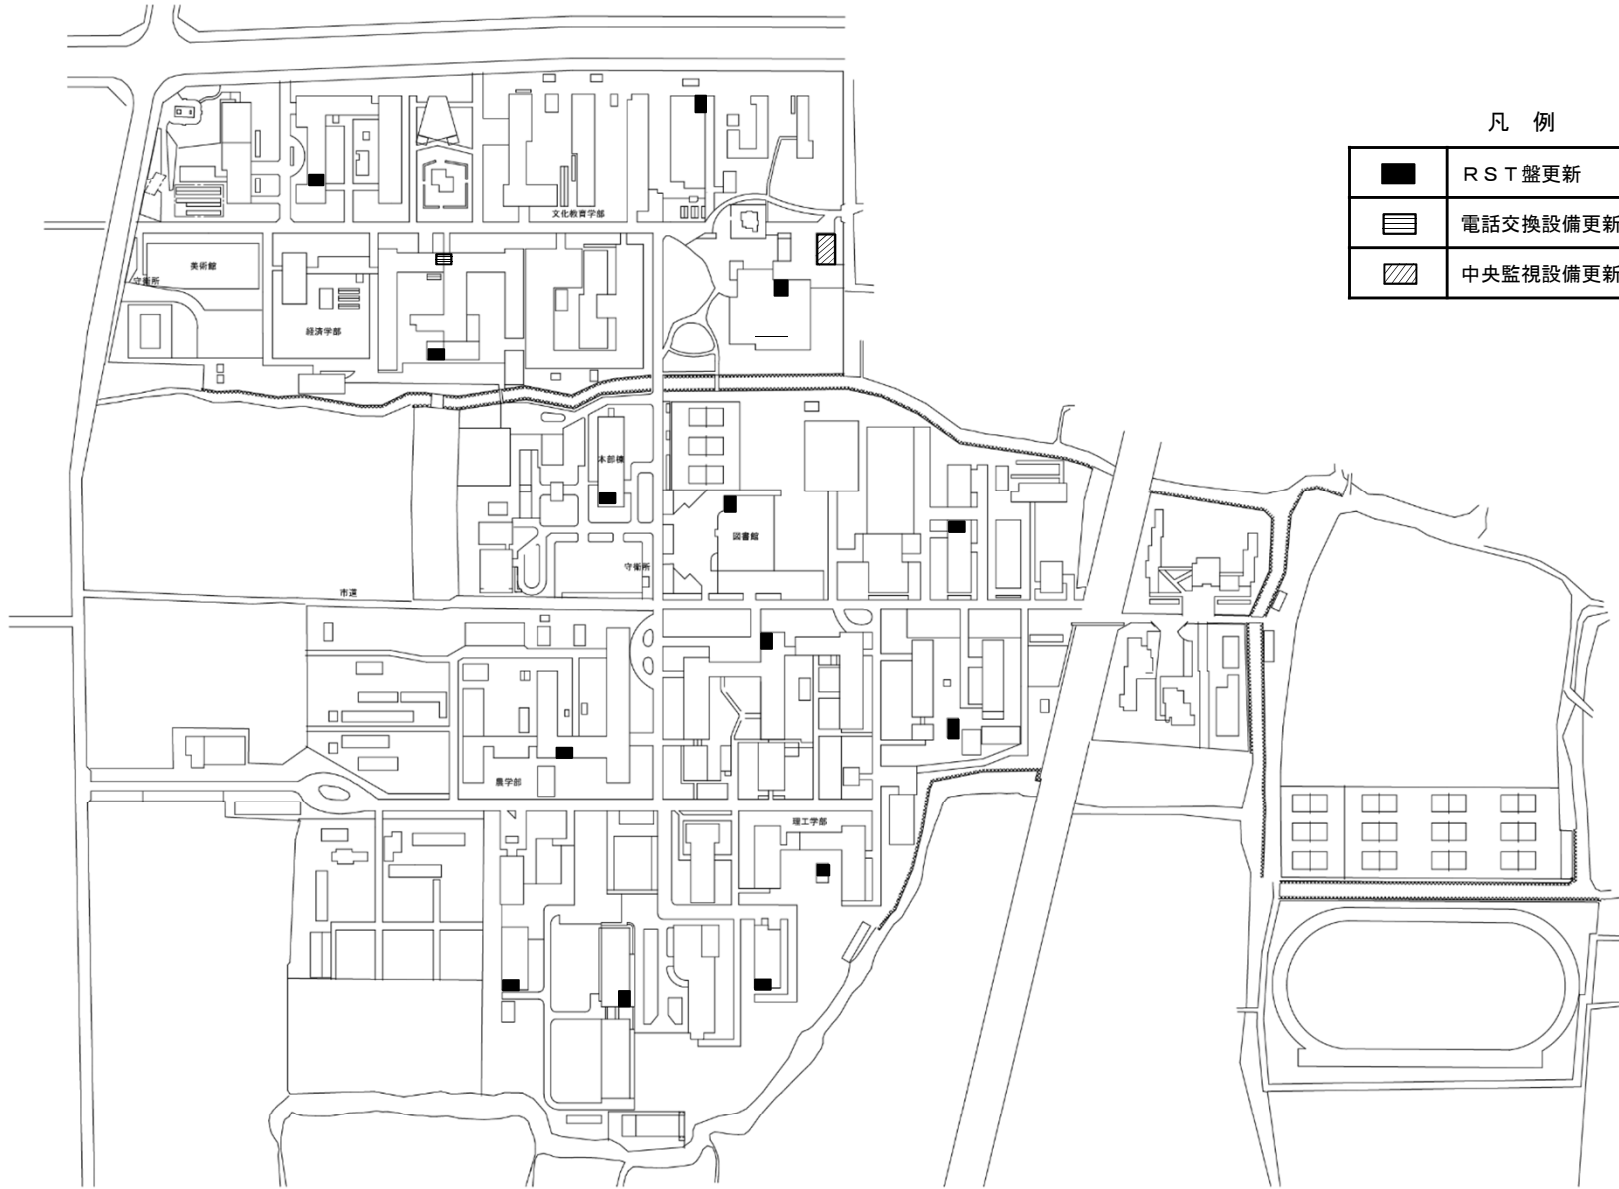 凡 例
RST盤更新
電話交換設備更新
中央監視設備更新
文化教育学部
美術館
守衛所
経済学部
本部棟
図書館
守衛所
市道
農学部
理工学部